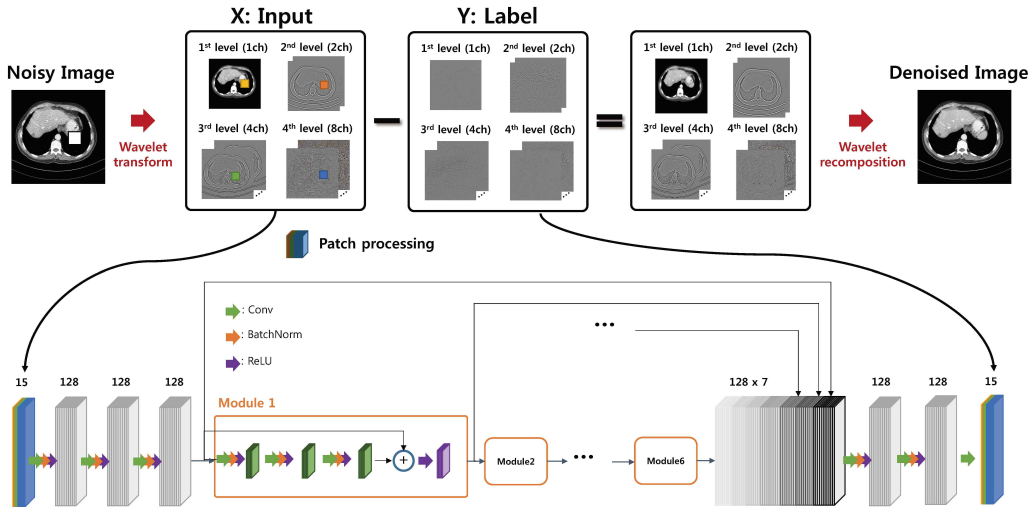 X: Input
Y: Label
1st level (1ch)
2nd level (2ch)
1st level (1ch)
2nd level (2ch)
1st level (1ch)
2nd level (2ch)
Noisy Image
Denoised Image
3rd level (4ch)
4th level (8ch)
3rd level (4ch)
4th level (8ch)
3rd level (4ch)
4th level (8ch)
Wavelet
transform
Wavelet
recomposition
Patch processing
: Conv
: BatchNorm
: ReLU
15
128
128
128
Module 1
128 x 7
128
128
15
Module2
Module6